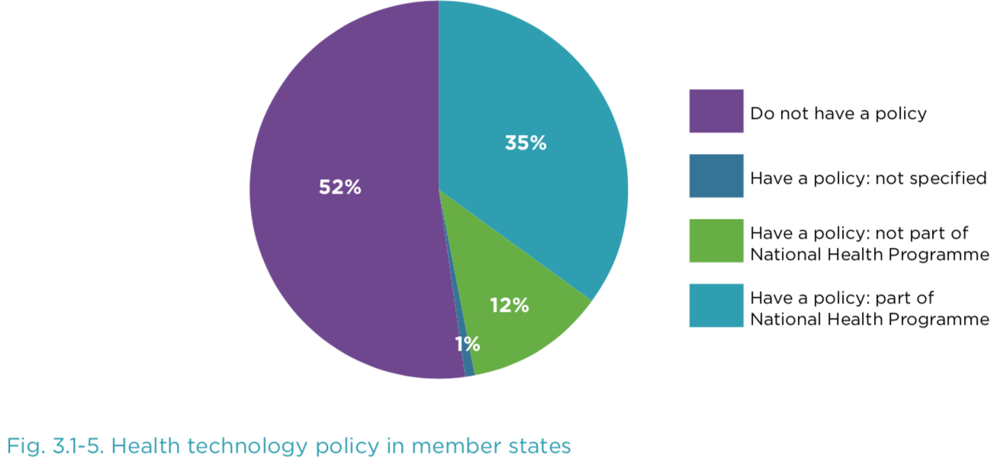 35%
52%
12%
1%
Do not have a policy
Have a policy: not specified
Have a policy: not part of
National Health Programme
Have a policy: part of
National Health Programme
Fig. 3.1-5. Health technology policy in member states